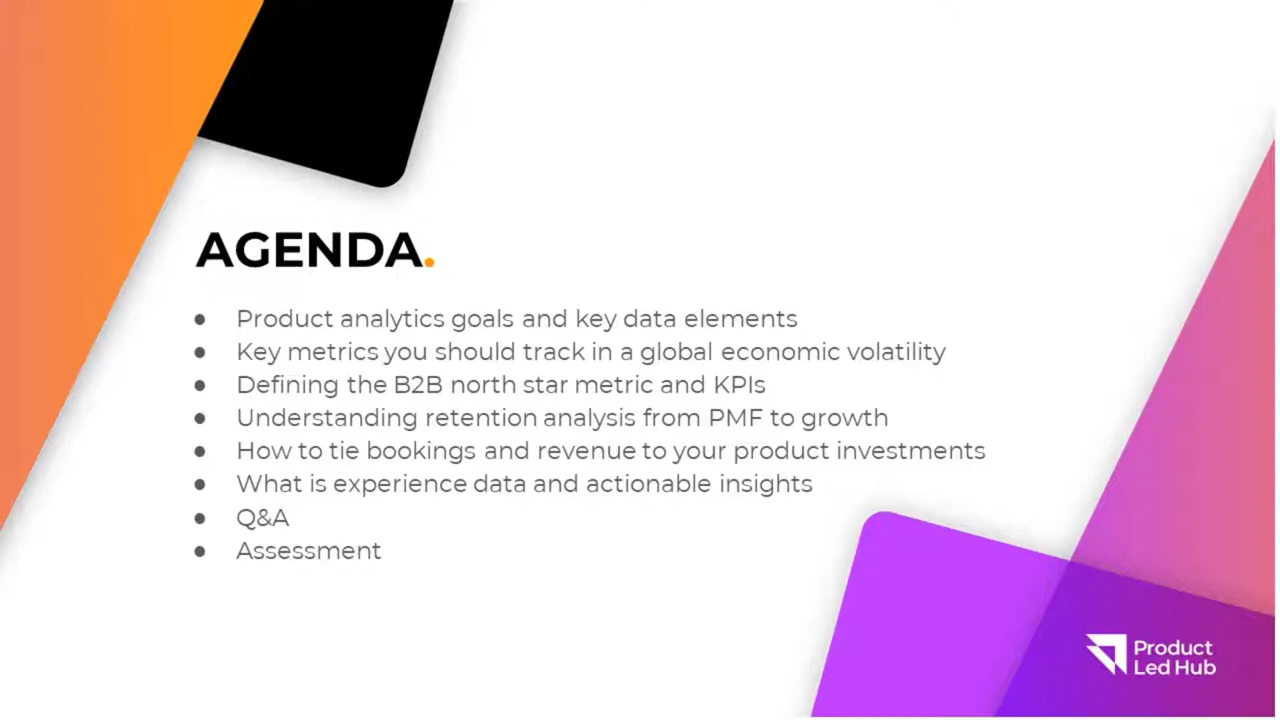 AGENDA.
● Product analytics goals and key data elements
● Key metrics you should track in a global economic volatility
● Defining the B2B north star metric and KPIs
● Understanding retention analysis from PMF to growth
● How to tie bookings and revenue to your product investments
● What is experience data and actionable insights
● Q&A
● Assessment
Product
Led Hub